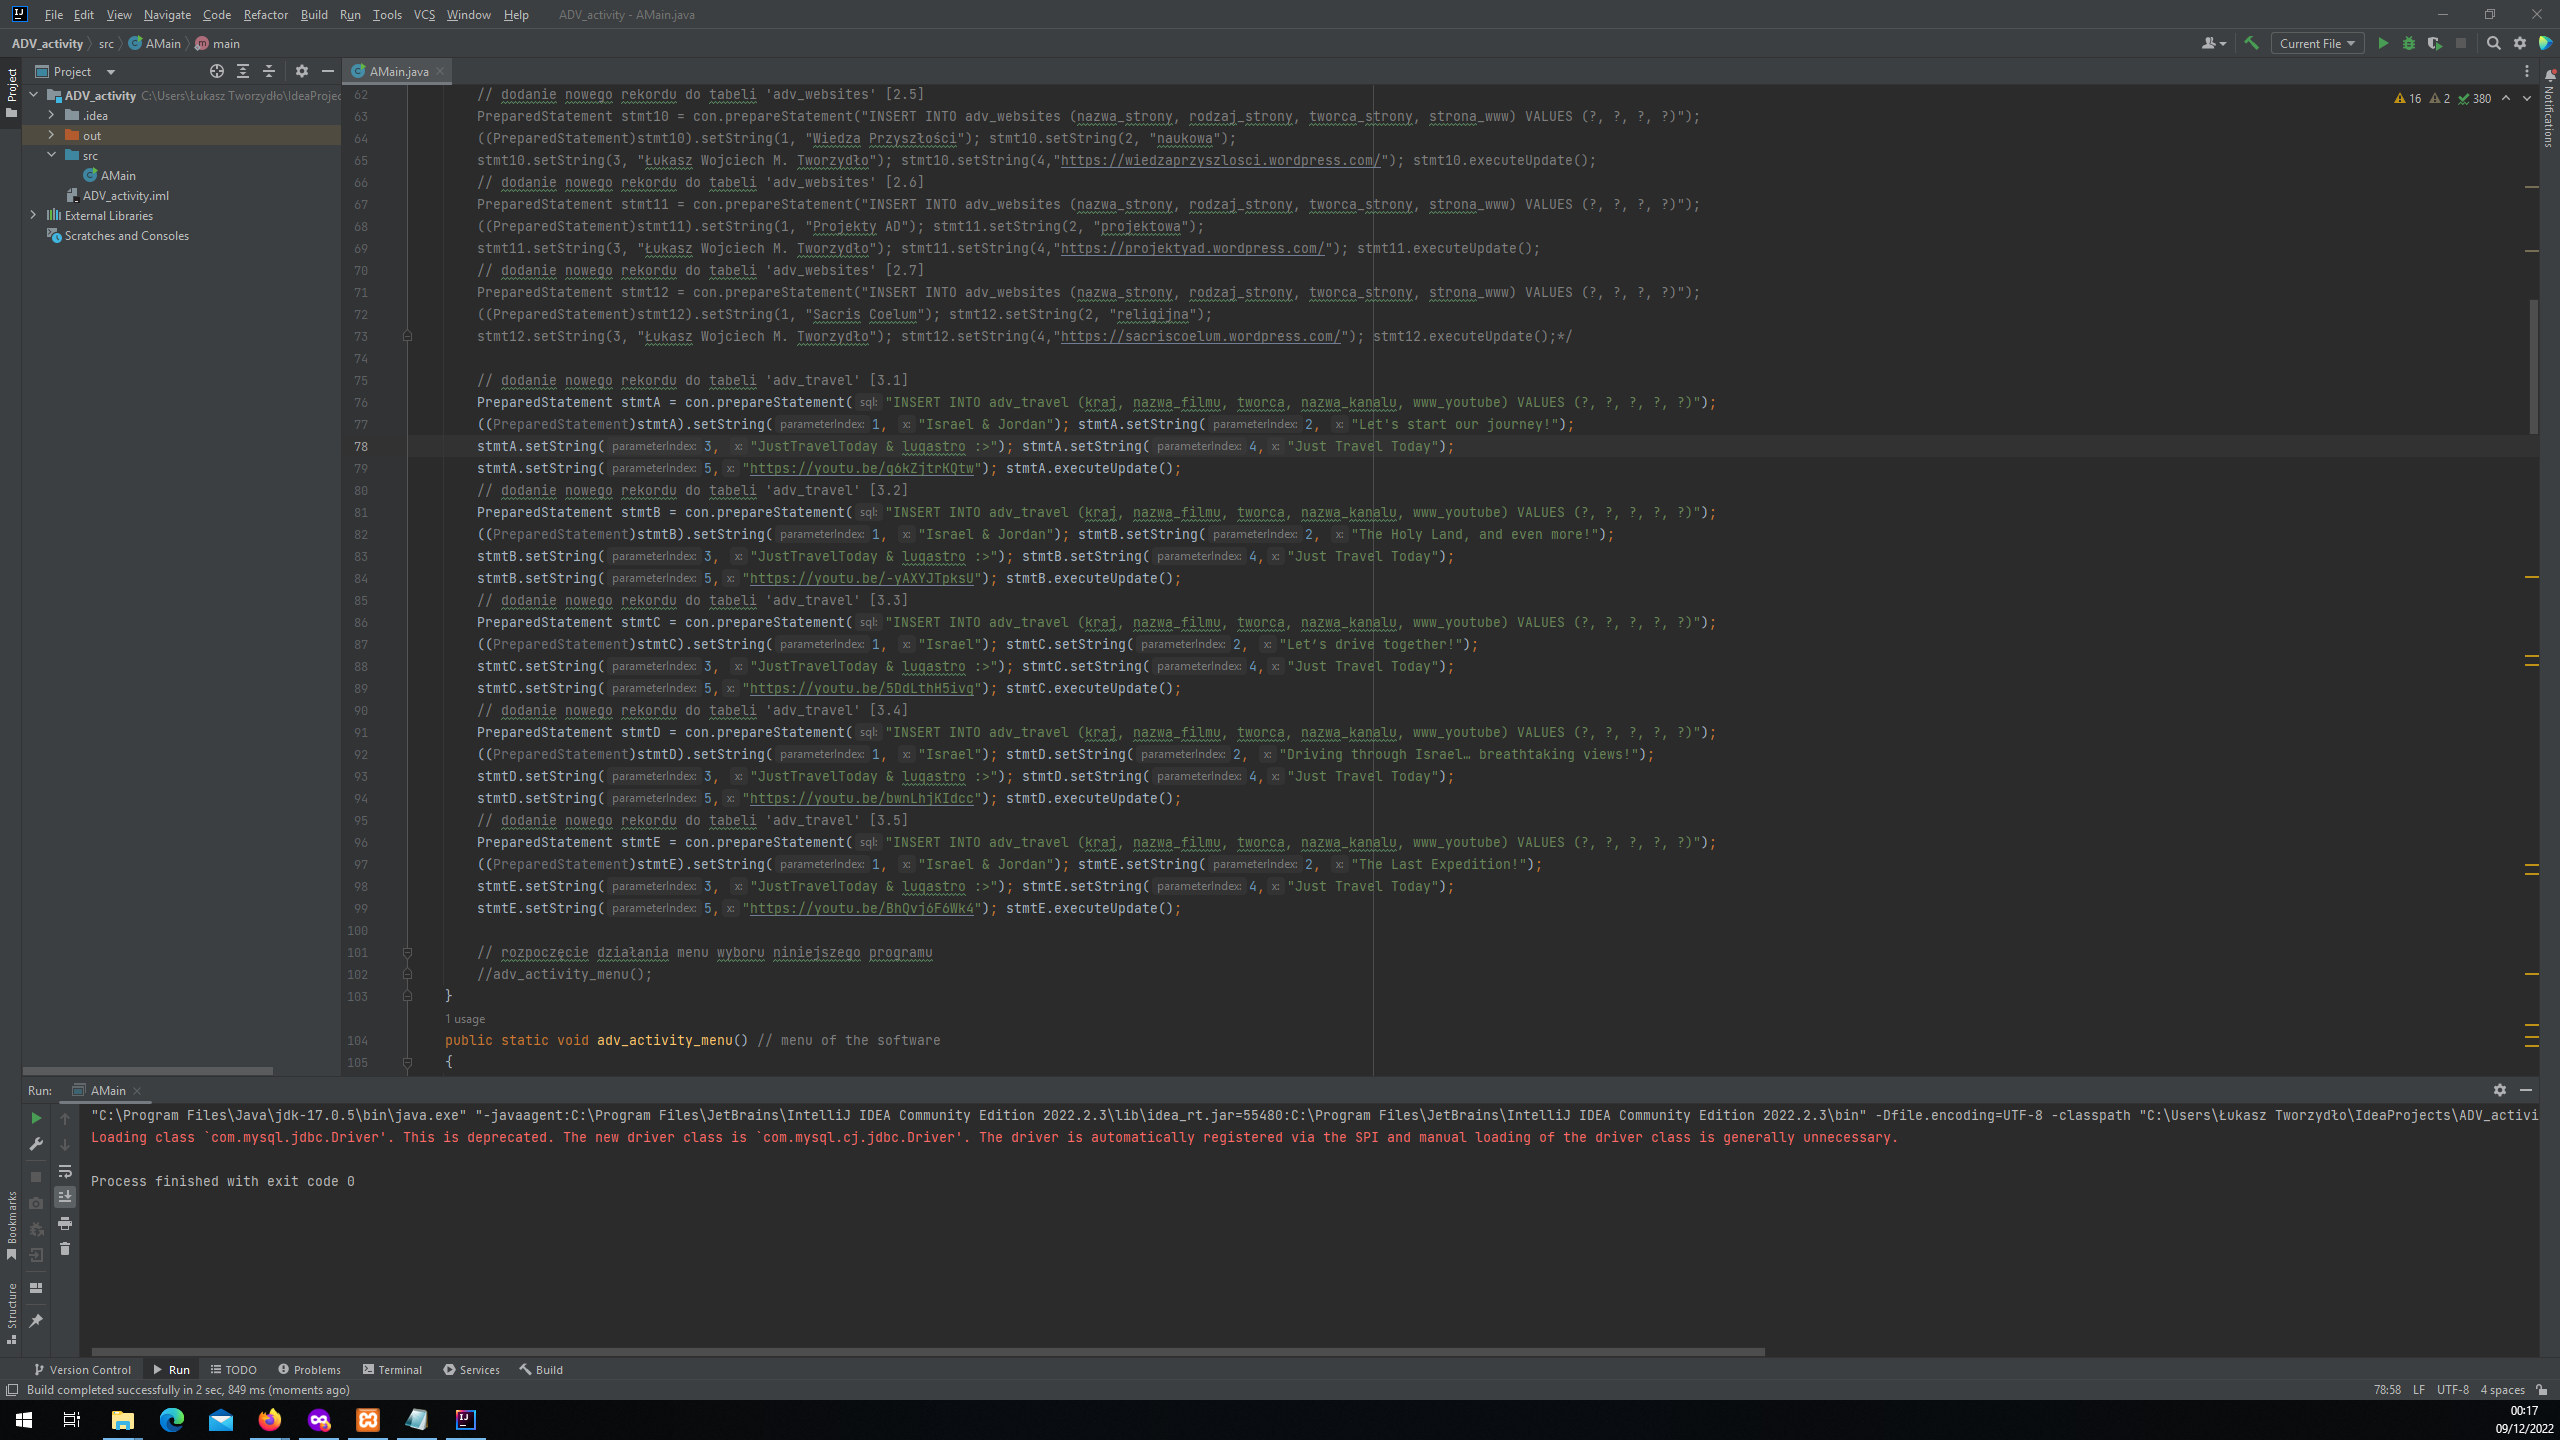 File Edit View Navigate Code Refactor Build Run Tools VCS Window Help ADV_activity - AMain.java
ADV_activity src AMain main
Current File
Project
AMain.java
Project
ADV_activity C:\Users\Łukasz Tworzydło\IdeaProjec
.idea
out
src
AMain
ADV_activity.iml
External Libraries
Scratches and Consoles
Notifications
16 2 380
62 // dodanie nowego rekordu do tabeli 'adv_websites' [2.5]
63 PreparedStatement stmt10 = con.prepareStatement("INSERT INTO adv_websites (nazwa_strony, rodzaj_strony, tworca_strony, strona_www) VALUES (?, ?, ?, ?)");
64 ((PreparedStatement)stmt10).setString(1, "Wiedza Przyszłości"); stmt10.setString(2, "naukowa");
65 stmt10.setString(3, "Łukasz Wojciech M. Tworzydło"); stmt10.setString(4,"https://wiedzaprzyszlosci.wordpress.com/"); stmt10.executeUpdate();
66 // dodanie nowego rekordu do tabeli 'adv_websites' [2.6]
67 PreparedStatement stmt11 = con.prepareStatement("INSERT INTO adv_websites (nazwa_strony, rodzaj_strony, tworca_strony, strona_www) VALUES (?, ?, ?, ?)");
68 ((PreparedStatement)stmt11).setString(1, "Projekty AD"); stmt11.setString(2, "projektowa");
69 stmt11.setString(3, "Łukasz Wojciech M. Tworzydło"); stmt11.setString(4,"https://projektyad.wordpress.com/"); stmt11.executeUpdate();
70 // dodanie nowego rekordu do tabeli 'adv_websites' [2.7]
71 PreparedStatement stmt12 = con.prepareStatement("INSERT INTO adv_websites (nazwa_strony, rodzaj_strony, tworca_strony, strona_www) VALUES (?, ?, ?, ?)");
72 ((PreparedStatement)stmt12).setString(1, "Sacris Coelum"); stmt12.setString(2, "religijna");
73 stmt12.setString(3, "Łukasz Wojciech M. Tworzydło"); stmt12.setString(4,"https://sacriscoelum.wordpress.com/"); stmt12.executeUpdate();*/
74
75 // dodanie nowego rekordu do tabeli 'adv_travel' [3.1]
76 PreparedStatement stmtA = con.prepareStatement( sql: "INSERT INTO adv_travel (kraj, nazwa_filmu, tworca, nazwa_kanalu, www_youtube) VALUES (?, ?, ?, ?, ?)");
77 ((PreparedStatement)stmtA).setString( parameterIndex: 1, x: "Israel & Jordan"); stmtA.setString( parameterIndex: 2, x: "Let's start our journey!");
78 stmtA.setString( parameterIndex: 3, x: "JustTravelToday & luqastro :>"); stmtA.setString( parameterIndex: 4, x: "Just Travel Today");
79 stmtA.setString( parameterIndex: 5, x: "https://youtu.be/q6kZjtrKQtw"); stmtA.executeUpdate();
80 // dodanie nowego rekordu do tabeli 'adv_travel' [3.2]
81 PreparedStatement stmtB = con.prepareStatement( sql: "INSERT INTO adv_travel (kraj, nazwa_filmu, tworca, nazwa_kanalu, www_youtube) VALUES (?, ?, ?, ?, ?)");
82 ((PreparedStatement)stmtB).setString( parameterIndex: 1, x: "Israel & Jordan"); stmtB.setString( parameterIndex: 2, x: "The Holy Land, and even more!");
83 stmtB.setString( parameterIndex: 3, x: "JustTravelToday & luqastro :>"); stmtB.setString( parameterIndex: 4, x: "Just Travel Today");
84 stmtB.setString( parameterIndex: 5, x: "https://youtu.be/-yAXYJTpksU"); stmtB.executeUpdate();
85 // dodanie nowego rekordu do tabeli 'adv_travel' [3.3]
86 PreparedStatement stmtC = con.prepareStatement( sql: "INSERT INTO adv_travel (kraj, nazwa_filmu, tworca, nazwa_kanalu, www_youtube) VALUES (?, ?, ?, ?, ?)");
87 ((PreparedStatement)stmtC).setString( parameterIndex: 1, x: "Israel"); stmtC.setString( parameterIndex: 2, x: "Let’s drive together!");
88 stmtC.setString( parameterIndex: 3, x: "JustTravelToday & luqastro :>"); stmtC.setString( parameterIndex: 4, x: "Just Travel Today");
89 stmtC.setString( parameterIndex: 5, x: "https://youtu.be/5DdLthH5ivq"); stmtC.executeUpdate();
90 // dodanie nowego rekordu do tabeli 'adv_travel' [3.4]
91 PreparedStatement stmtD = con.prepareStatement( sql: "INSERT INTO adv_travel (kraj, nazwa_filmu, tworca, nazwa_kanalu, www_youtube) VALUES (?, ?, ?, ?, ?)");
92 ((PreparedStatement)stmtD).setString( parameterIndex: 1, x: "Israel"); stmtD.setString( parameterIndex: 2, x: "Driving through Israel… breathtaking views!");
93 stmtD.setString( parameterIndex: 3, x: "JustTravelToday & luqastro :>"); stmtD.setString( parameterIndex: 4, x: "Just Travel Today");
94 stmtD.setString( parameterIndex: 5, x: "https://youtu.be/bwnLhjKIdcc"); stmtD.executeUpdate();
95 // dodanie nowego rekordu do tabeli 'adv_travel' [3.5]
96 PreparedStatement stmtE = con.prepareStatement( sql: "INSERT INTO adv_travel (kraj, nazwa_filmu, tworca, nazwa_kanalu, www_youtube) VALUES (?, ?, ?, ?, ?)");
97 ((PreparedStatement)stmtE).setString( parameterIndex: 1, x: "Israel & Jordan"); stmtE.setString( parameterIndex: 2, x: "The Last Expedition!");
98 stmtE.setString( parameterIndex: 3, x: "JustTravelToday & luqastro :>"); stmtE.setString( parameterIndex: 4, x: "Just Travel Today");
99 stmtE.setString( parameterIndex: 5, x: "https://youtu.be/BhQvj6F6Wk4"); stmtE.executeUpdate();
100
101 // rozpoczęcie działania menu wyboru niniejszego programu
102 //adv_activity_menu();
103 }
1 usage
104 public static void adv_activity_menu() // menu of the software
105 {
Run: AMain
"C:\Program Files\Java\jdk-17.0.5\bin\java.exe" "-javaagent:C:\Program Files\JetBrains\IntelliJ IDEA Community Edition 2022.2.3\lib\idea_rt.jar=55480:C:\Program Files\JetBrains\IntelliJ IDEA Community Edition 2022.2.3\bin" -Dfile.encoding=UTF-8 -classpath "C:\Users\Łukasz Tworzydło\IdeaProjects\ADV_activi
Loading class `com.mysql.jdbc.Driver'. This is deprecated. The new driver class is `com.mysql.cj.jdbc.Driver'. The driver is automatically registered via the SPI and manual loading of the driver class is generally unnecessary.
Process finished with exit code 0
Bookmarks
Structure
Version Control Run TODO Problems Terminal Services Build
Build completed successfully in 2 sec, 849 ms (moments ago)
78:58 LF UTF-8 4 spaces
00:17
09/12/2022